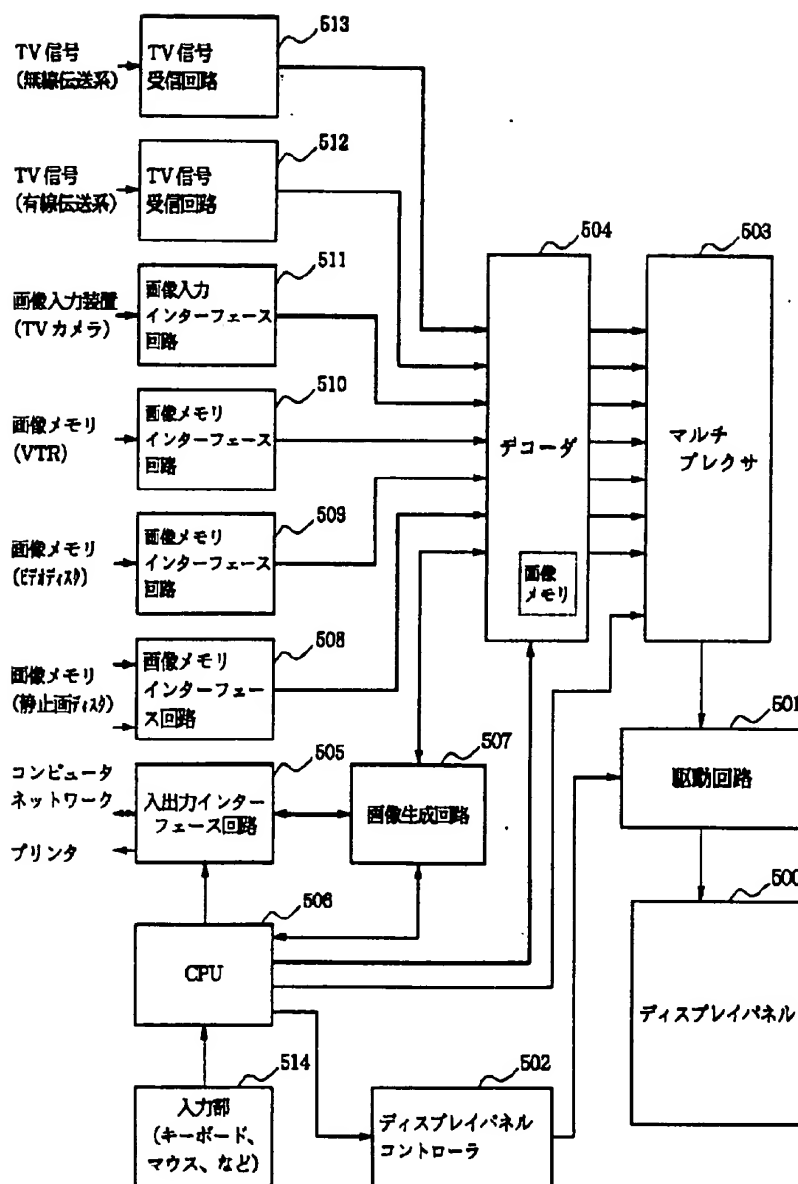 TV信号
(無線伝送系)
TV信号
受信回路
513
TV信号
(有線伝送系)
TV信号
受信回路
512
画像入力装置
(TVカメラ)
画像入力
インターフェース
回路
511
画像メモリ
(VTR)
画像メモリ
インターフェース
回路
510
画像メモリ
(ビデオディスク)
画像メモリ
インターフェース
回路
509
画像メモリ
(静止画ディスク)
画像メモリ
インターフェー
ス回路
508
504
デコーダ
画像
メモリ
503
マルチ
プレクサ
コンピュータ
ネットワーク
プリンタ
505
入出力インター
フェース回路
507
画像生成回路
501
駆動回路
506
CPU
500
ディスプレイパネル
514
入力部
(キーボード、
マウス、など)
502
ディスプレイパネル
コントローラ